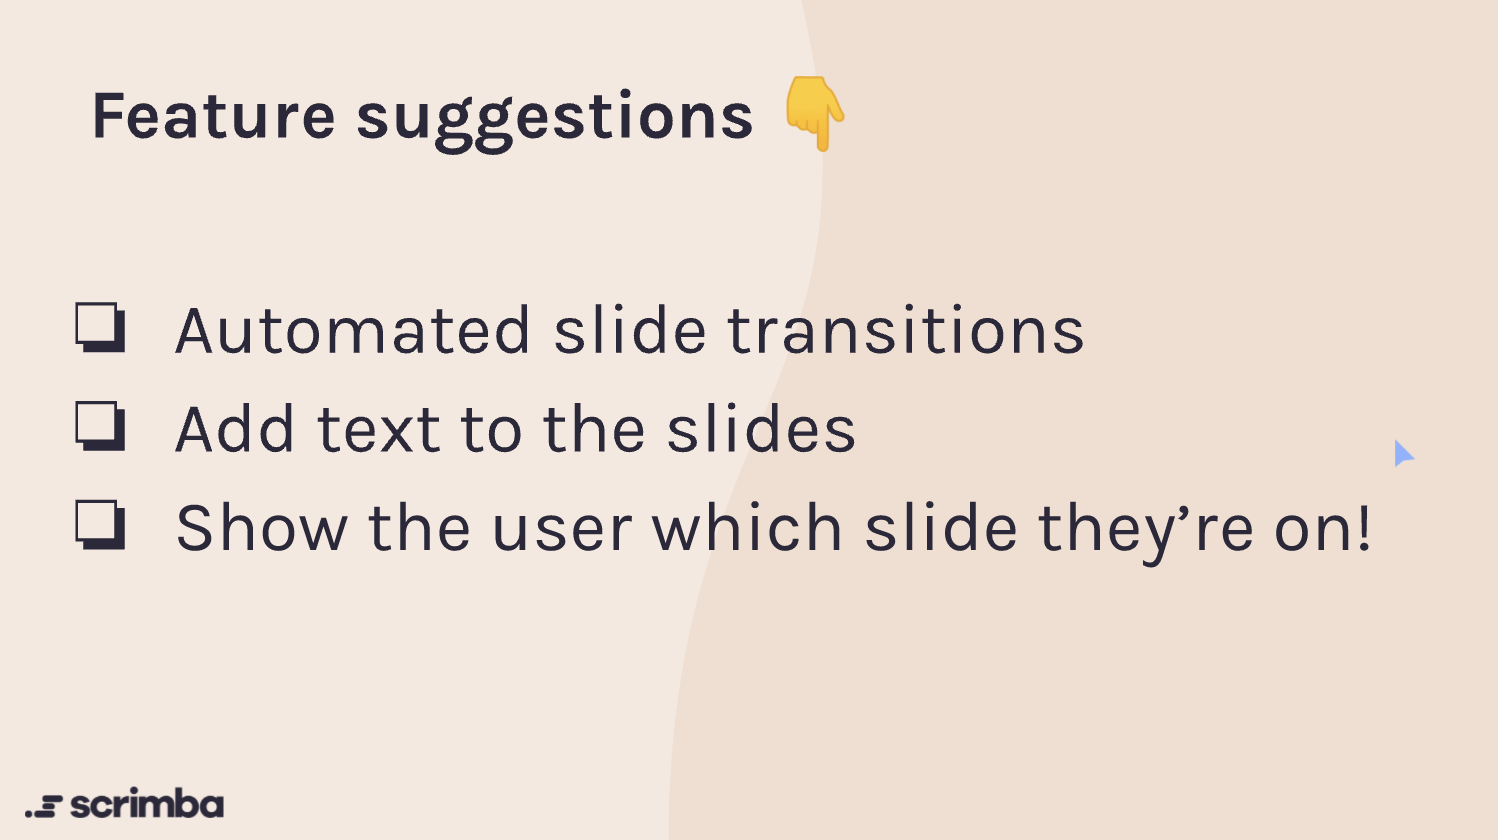 Feature suggestions 👇
❏ Automated slide transitions
❏ Add text to the slides
❏ Show the user which slide they’re on!
scrimba